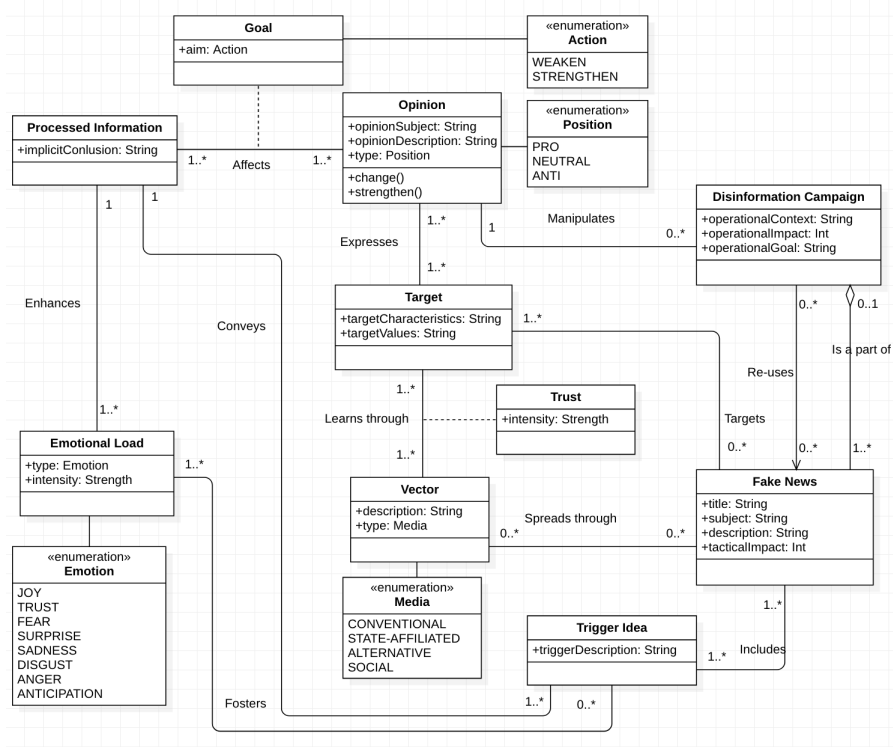 Goal
+aim: Action
«enumeration»
Action
WEAKEN
STRENGTHEN
Opinion
+opinionSubject: String
+opinionDescription: String
+type: Position
+change()
+strengthen()
«enumeration»
Position
PRO
NEUTRAL
ANTI
Processed Information
+implicitConlusion: String
1..*
Affects
1..*
1
1
1..*
Expresses
1..*
1
Manipulates
0..*
Disinformation Campaign
+operationalContext: String
+operationalImpact: Int
+operationalGoal: String
0..*
0..1
Is a part of
Re-uses
0..*
1..*
Enhances
Conveys
1..*
Target
+targetCharacteristics: String
+targetValues: String
1..*
Targets
0..*
1..*
Learns through
1..*
Trust
+intensity: Strength
Emotional Load
+type: Emotion
+intensity: Strength
1..*
Vector
+description: String
+type: Media
0..*
Spreads through
0..*
Fake News
+title: String
+subject: String
+description: String
+tacticalImpact: Int
«enumeration»
Emotion
JOY
TRUST
FEAR
SURPRISE
SADNESS
DISGUST
ANGER
ANTICIPATION
«enumeration»
Media
CONVENTIONAL
STATE-AFFILIATED
ALTERNATIVE
SOCIAL
Trigger Idea
+triggerDescription: String
1..*
Includes
1..*
Fosters
1..*
0..*